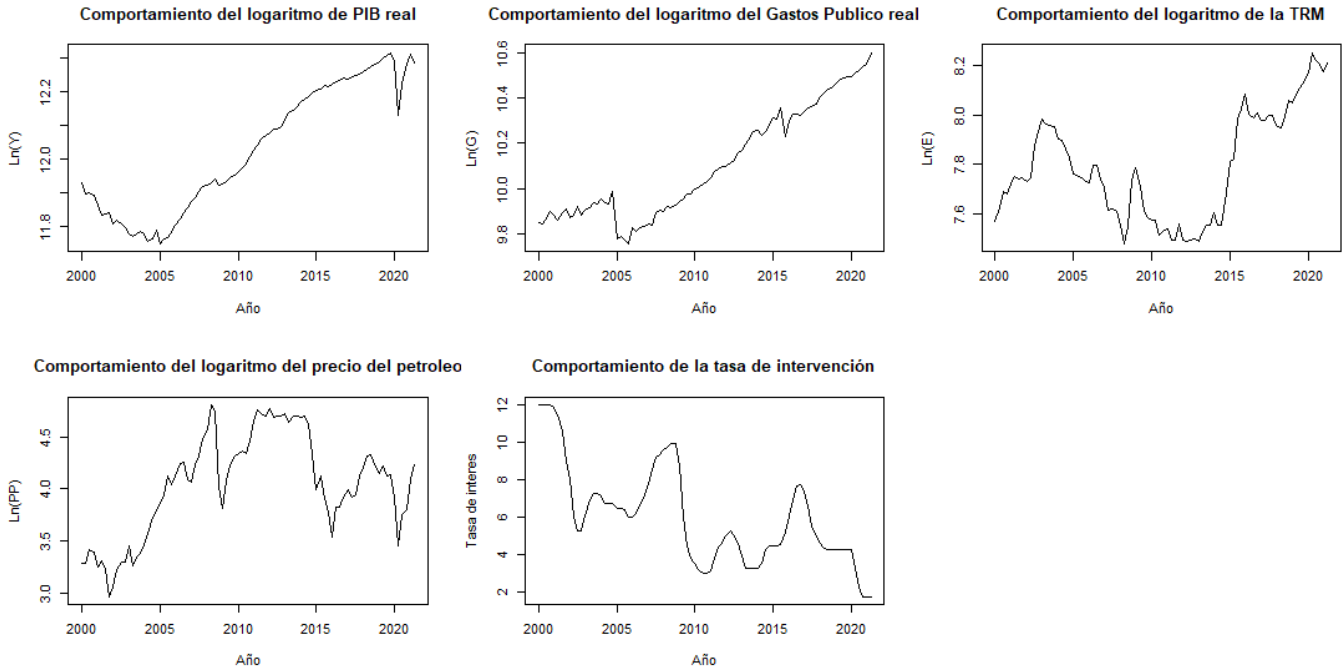 Comportamiento del logaritmo de PIB real
Ln(Y)
12.2
12.0
11.8
2000 2005 2010 2015 2020
Año
Comportamiento del logaritmo del Gastos Publico real
Ln(G)
10.6
10.4
10.2
10.0
9.8
2000 2005 2010 2015 2020
Año
Comportamiento del logaritmo de la TRM
Ln(E)
8.2
8.0
7.8
7.6
2000 2005 2010 2015 2020
Año
Comportamiento del logaritmo del precio del petroleo
Ln(PP)
4.5
4.0
3.5
3.0
2000 2005 2010 2015 2020
Año
Comportamiento de la tasa de intervención
Tasa de interes
12
10
8
6
4
2
2000 2005 2010 2015 2020
Año